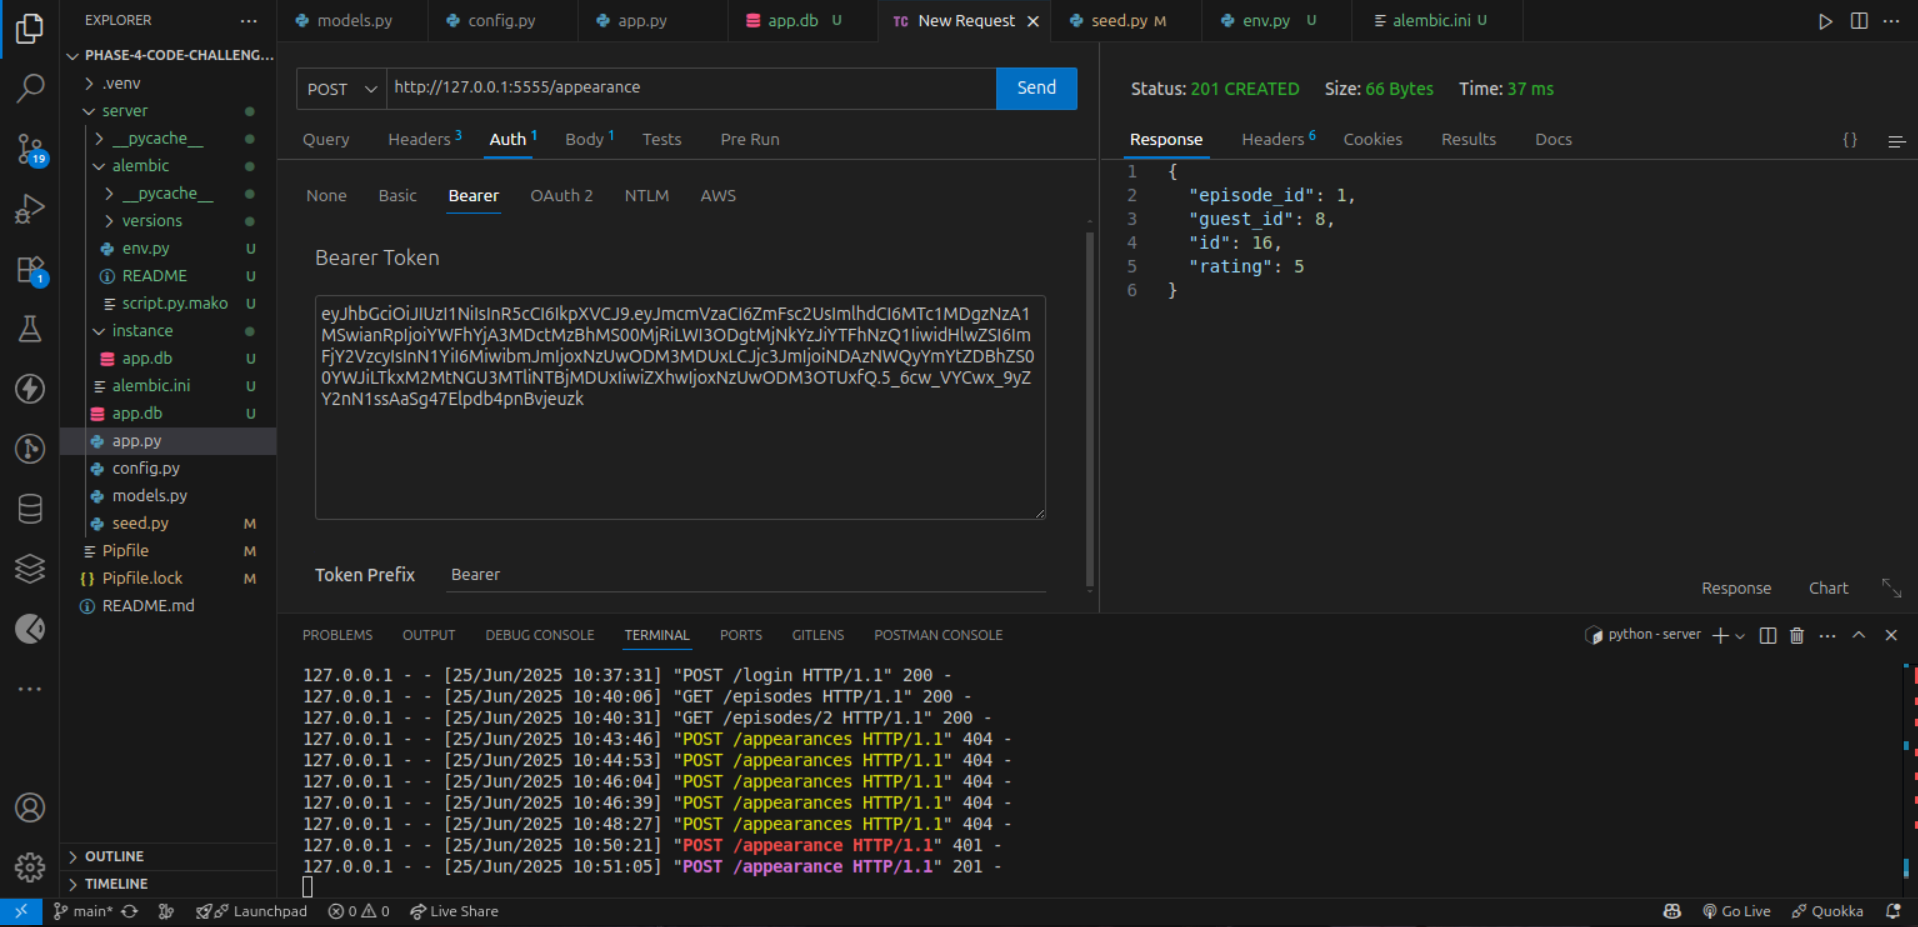 EXPLORER
models.py
config.py
app.py
app.db U
TC New Request
seed.py M
env.py U
alembic.ini U
PHASE-4-CODE-CHALLENG...
.venv
server
__pycache__
alembic
__pycache__
versions
env.py U
README U
script.py.mako U
instance
app.db U
alembic.ini U
app.db U
app.py
config.py
models.py
seed.py M
Pipfile M
{} Pipfile.lock M
README.md
OUTLINE
TIMELINE
19
1
POST http://127.0.0.1:5555/appearance Send
Query Headers 3 Auth 1 Body 1 Tests Pre Run
None Basic Bearer OAuth 2 NTLM AWS
Bearer Token
eyJhbGciOiJIUzI1NiIsInR5cCI6IkpXVCJ9.eyJmcmVzaCI6ZmFsc2UsImlhdCI6MTc1MDgzNzA1
MSwianRpIjoiYWFhYjA3MDctMzBhMS00MjRiLWI3ODgtMjNkYzJiYTFhNzQ1IiwidHlwZSI6Im
FjY2VzcyIsInN1YiI6MiwibmJmIjoxNzUwODM3MDUxLCJjc3JmIjoiNDAzNWQyYmYtZDBhZS0
0YWJiLTkxM2MtNGU3MTliNTBjMDUxIiwiZXhwIjoxNzUwODM3OTUxfQ.5_6cw_VYCwx_9yZ
Y2nN1ssAaSg47Elpdb4pnBvjeuzk
Token Prefix Bearer
Status: 201 CREATED Size: 66 Bytes Time: 37 ms
Response Headers 6 Cookies Results Docs {}
1 {
2 "episode_id": 1,
3 "guest_id": 8,
4 "id": 16,
5 "rating": 5
6 }
Response Chart
PROBLEMS OUTPUT DEBUG CONSOLE TERMINAL PORTS GITLENS POSTMAN CONSOLE
python - server
127.0.0.1 - - [25/Jun/2025 10:37:31] "POST /login HTTP/1.1" 200 -
127.0.0.1 - - [25/Jun/2025 10:40:06] "GET /episodes HTTP/1.1" 200 -
127.0.0.1 - - [25/Jun/2025 10:40:31] "GET /episodes/2 HTTP/1.1" 200 -
127.0.0.1 - - [25/Jun/2025 10:43:46] "POST /appearances HTTP/1.1" 404 -
127.0.0.1 - - [25/Jun/2025 10:44:53] "POST /appearances HTTP/1.1" 404 -
127.0.0.1 - - [25/Jun/2025 10:46:04] "POST /appearances HTTP/1.1" 404 -
127.0.0.1 - - [25/Jun/2025 10:46:39] "POST /appearances HTTP/1.1" 404 -
127.0.0.1 - - [25/Jun/2025 10:48:27] "POST /appearances HTTP/1.1" 404 -
127.0.0.1 - - [25/Jun/2025 10:50:21] "POST /appearance HTTP/1.1" 401 -
127.0.0.1 - - [25/Jun/2025 10:51:05] "POST /appearance HTTP/1.1" 201 -
main* Launchpad 0 0 Live Share Go Live Quokka